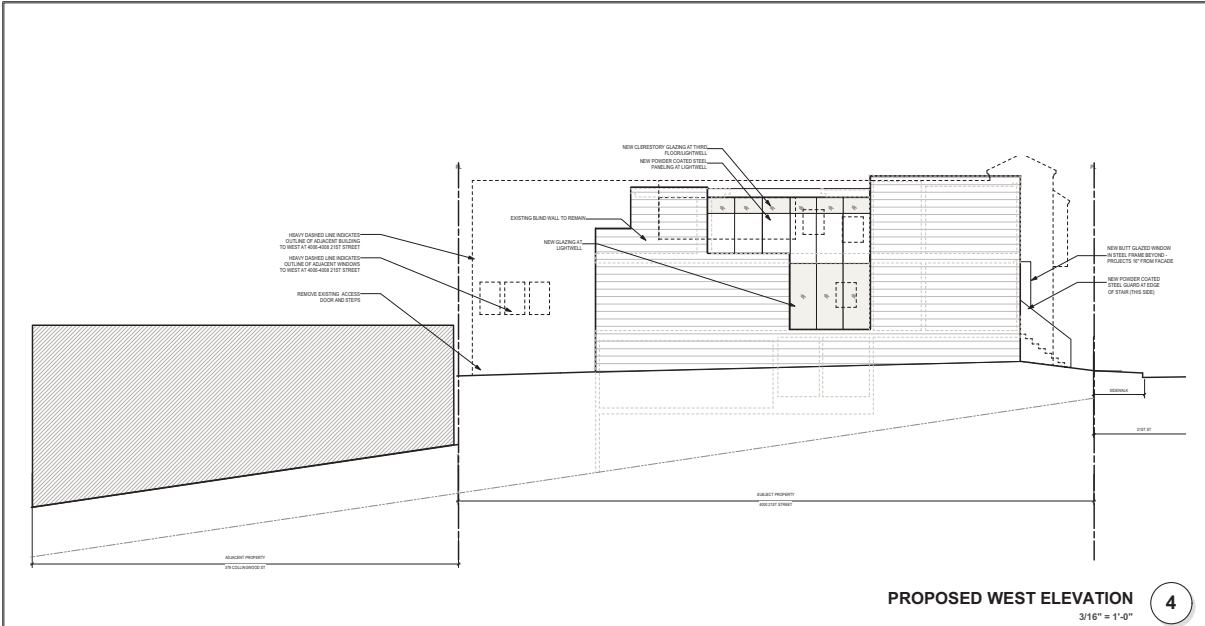 NEW CLERESTORY GLAZING AT THIRD
FLOOR/LIGHTWELL
NEW POWDER COATED STEEL
PANELING AT LIGHTWELL
EXISTING BLIND WALL TO REMAIN
NEW GLAZING AT
LIGHTWELL
HEAVY DASHED LINE INDICATES
OUTLINE OF ADJACENT BUILDING
TO WEST AT 4006-4008 21ST STREET
HEAVY DASHED LINE INDICATES
OUTLINE OF ADJACENT WINDOWS
TO WEST AT 4006-4008 21ST STREET
REMOVE EXISTING ACCESS
DOOR AND STEPS
NEW BUTT GLAZED WINDOW
IN STEEL FRAME BEYOND -
PROJECTS 16" FROM FACADE
NEW POWDER COATED
STEEL GUARD AT EDGE
OF STAIR (THIS SIDE)
SIDEWALK
21ST ST
SUBJECT PROPERTY
4000 21ST STREET
ADJACENT PROPERTY
379 COLLINGWOOD ST
PROPOSED WEST ELEVATION
4
3/16" = 1'-0"